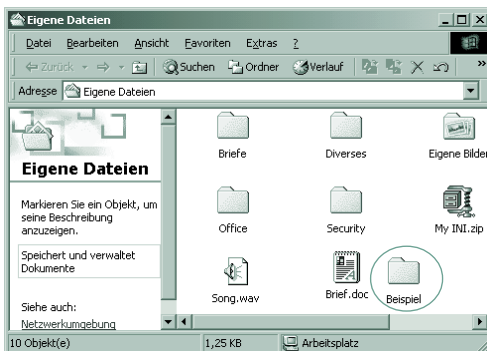 Eigene Dateien
Datei Bearbeiten Ansicht Favoriten Extras ?
Zurück Suchen Ordner Verlauf »
Adresse Eigene Dateien
Eigene Dateien
Markieren Sie ein Objekt, um
seine Beschreibung
anzuzeigen.
Speichert und verwaltet
Dokumente
Siehe auch:
Netzwerkumgebung
Briefe Diverses Eigene Bilder
Office Security My INI.zip
Song.wav Brief.doc Beispiel
10 Objekt(e) 1,25 KB Arbeitsplatz